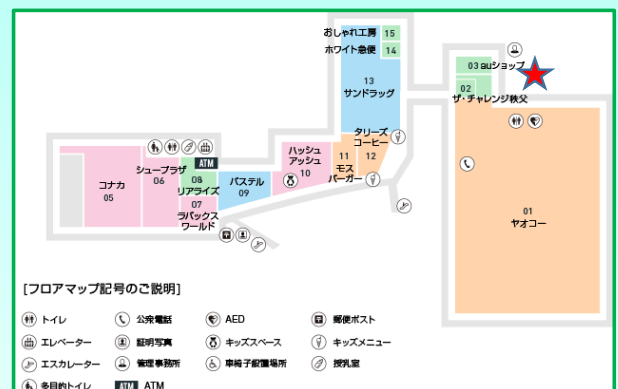 おしゃれ工房 15
ホワイト急便 14
13
サンドラッグ
03 auショップ
02
ザ・チャレンジ秩父
タリーズ
コーヒー
12
11
モス
バーガー
ハッシュ
アッシュ
10
ATM
シュープラザ
06
08
リアライズ
パステル
09
コナカ
05
07
ラパックス
ワールド
01
ヤオコー
[フロアマップ記号のご説明]
トイレ 公衆電話 AED 郵便ポスト
エレベーター 証明写真 キッズスペース キッズメニュー
エスカレーター 管理事務所 車椅子設置場所 授乳室
多目的トイレ ATM ATM